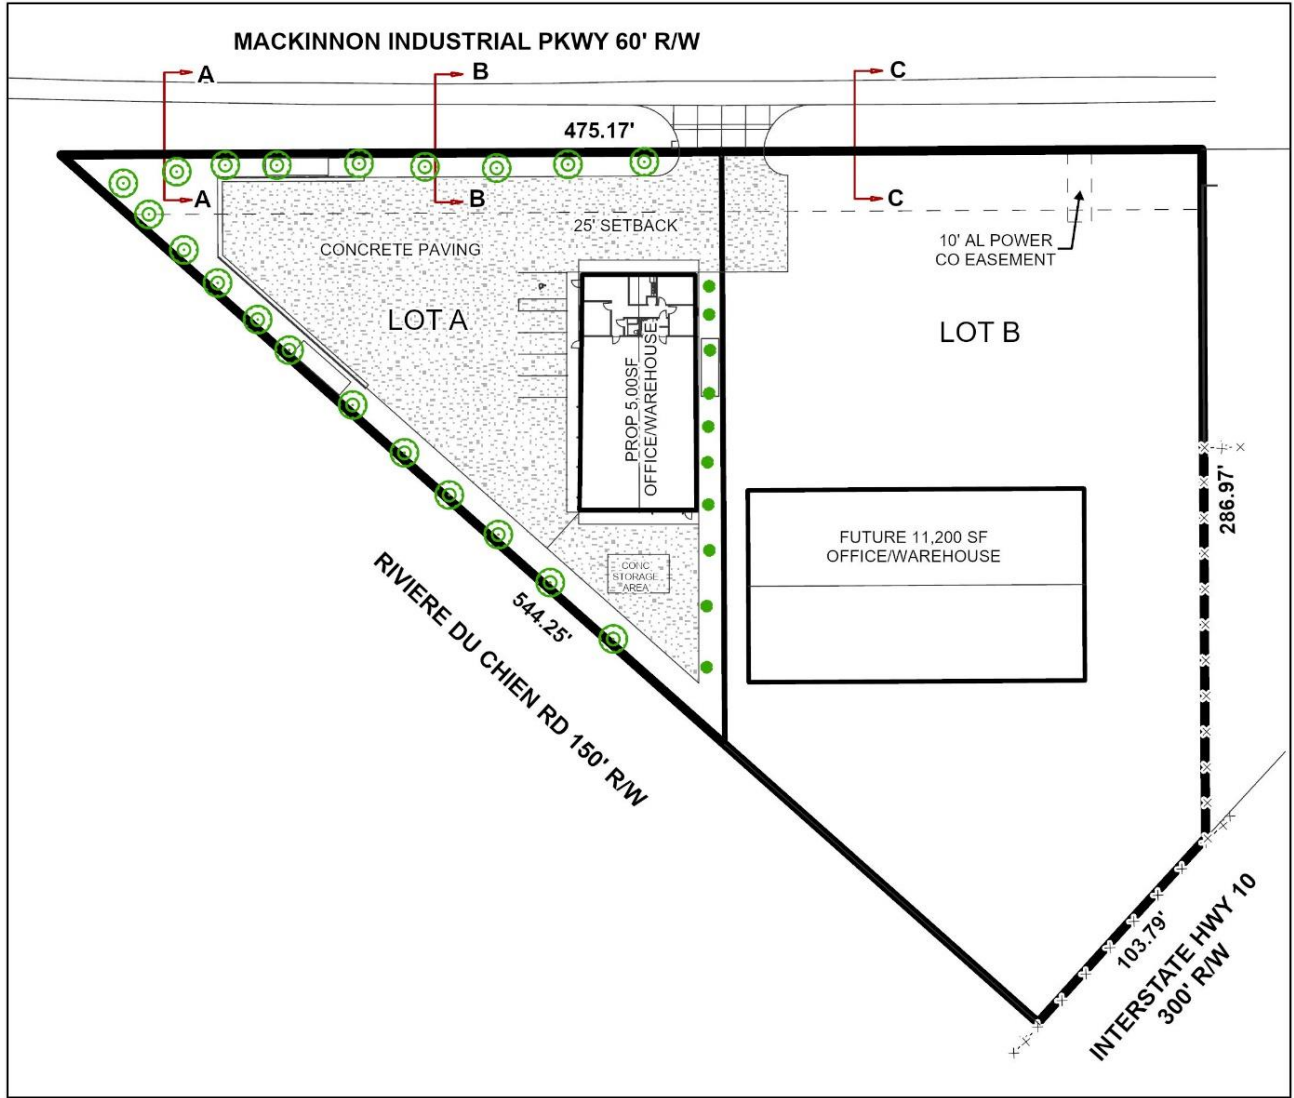 MACKINNON INDUSTRIAL PKWY 60' R/W
A
B
C
475.17'
A
B
C
25' SETBACK
CONCRETE PAVING
10' AL POWER
CO EASEMENT
LOT A
LOT B
PROP 5,00SF
OFFICE/WAREHOUSE
286.97'
FUTURE 11,200 SF
OFFICE/WAREHOUSE
CONC
STORAGE
AREA
544.25'
RIVIERE DU CHIEN RD 150' R/W
103.79'
INTERSTATE HWY 10
300' R/W